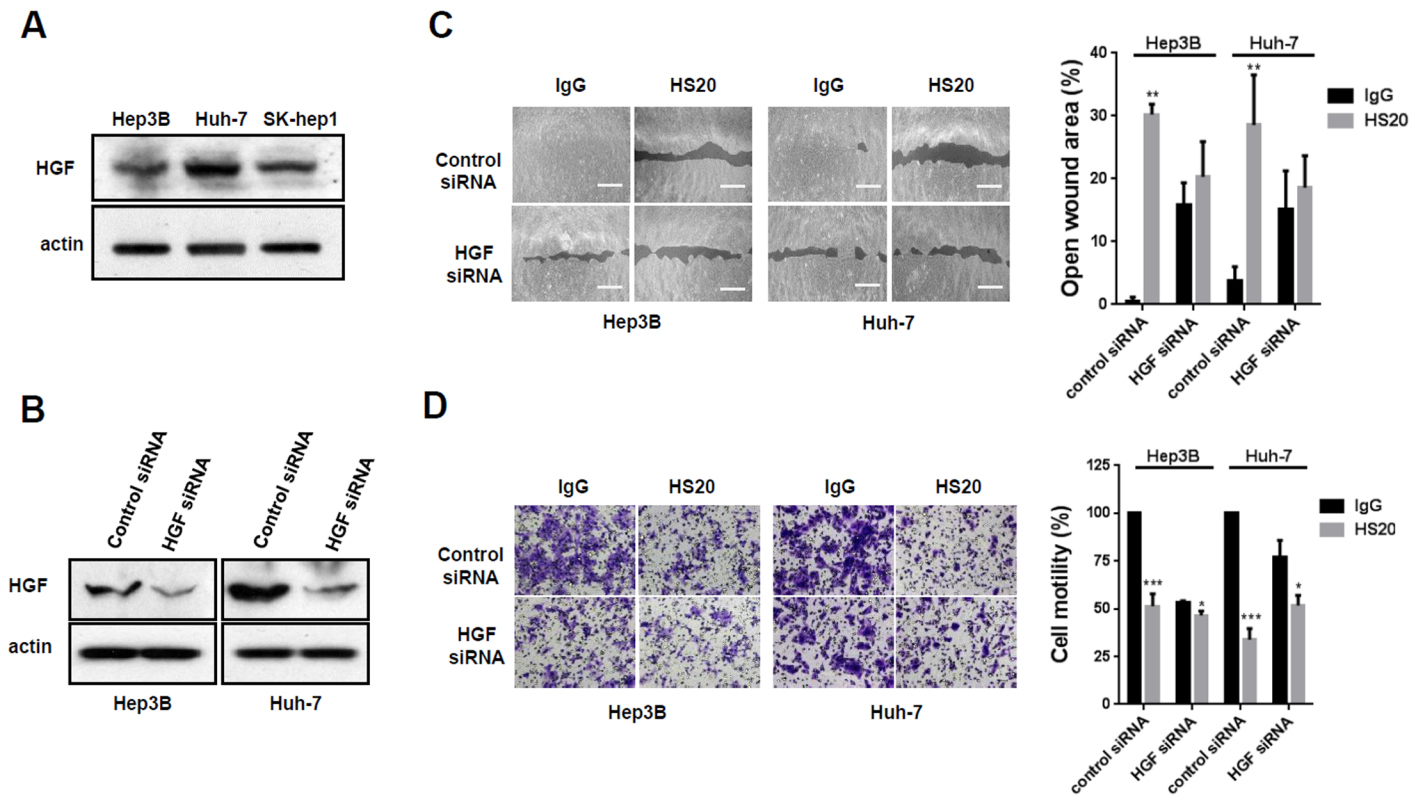 A
Hep3B Huh-7 SK-hep1
HGF
actin
B
Control siRNA
HGF siRNA
Control siRNA
HGF siRNA
HGF
actin
Hep3B Huh-7
C
IgG HS20 IgG HS20
Control
siRNA
HGF
siRNA
Hep3B Huh-7
Hep3B Huh-7
Open wound area (%)
40
30
20
10
0
**
**
IgG
HS20
control siRNA
HGF siRNA
control siRNA
HGF siRNA
D
IgG HS20 IgG HS20
Control
siRNA
HGF
siRNA
Hep3B Huh-7
Hep3B Huh-7
Cell motility (%)
125
100
75
50
25
0
***
*
***
*
IgG
HS20
control siRNA
HGF siRNA
control siRNA
HGF siRNA